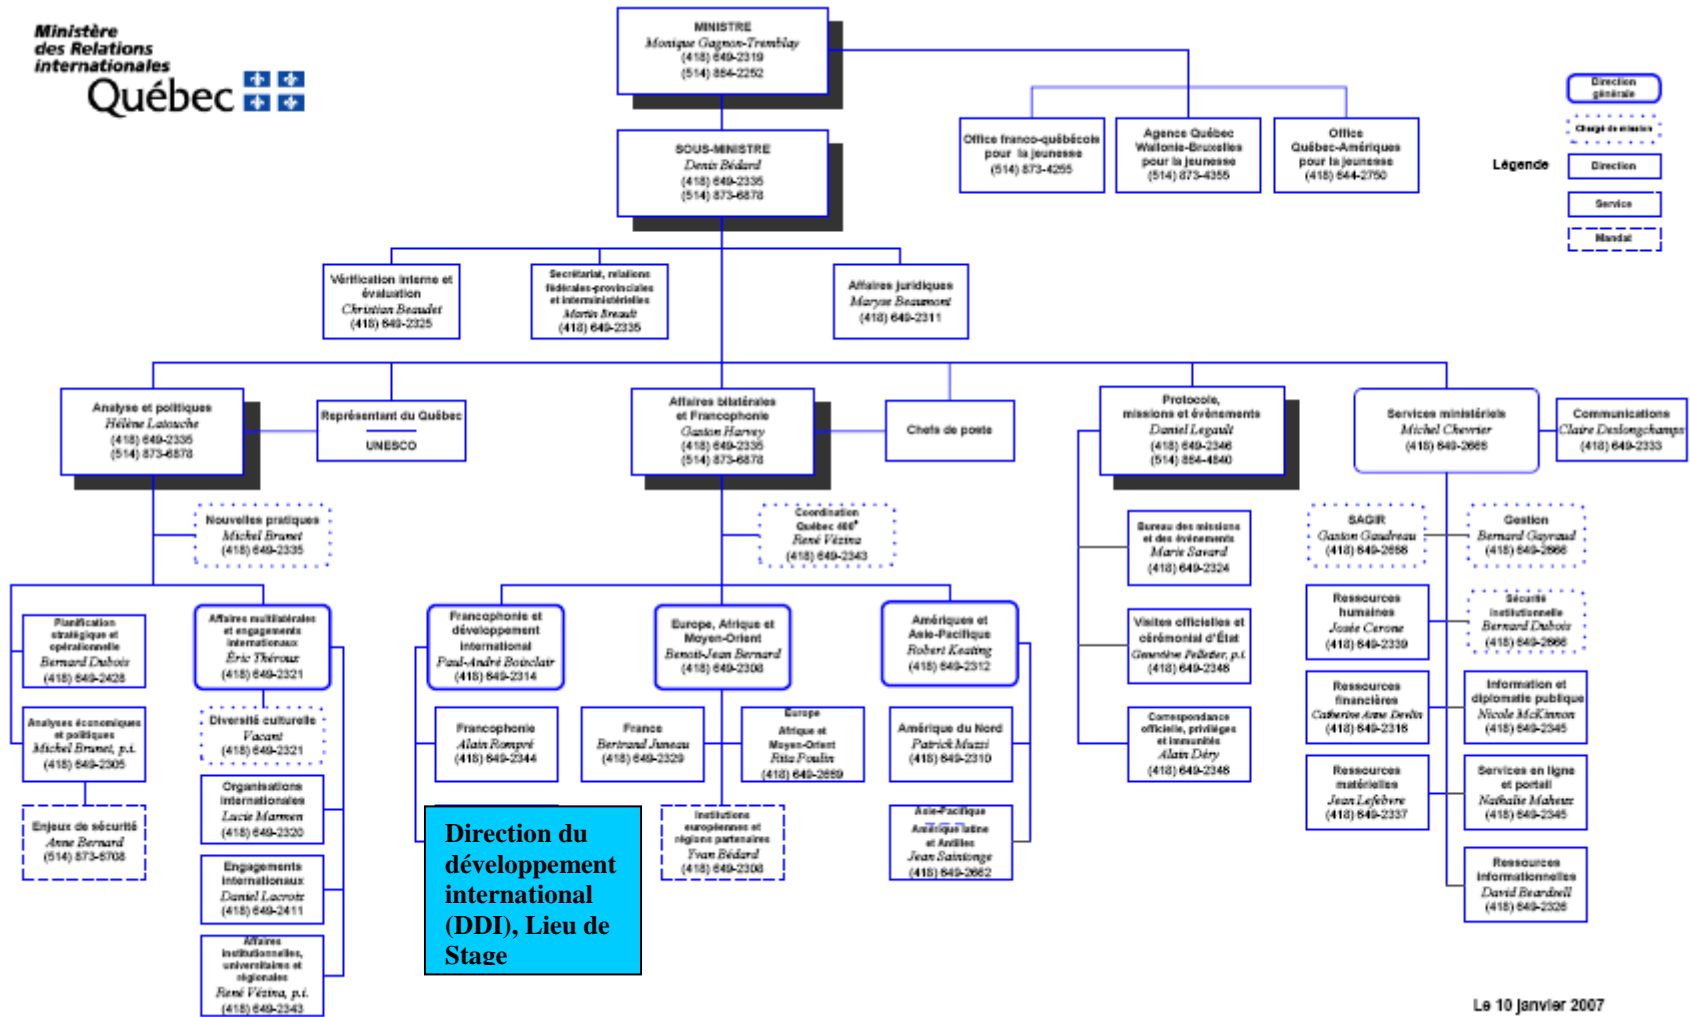 Ministère
des Relations
internationales
Québec
MINISTRE
Monique Gagnon-Tremblay
(418) 649-2319
(514) 864-2252
SOUS-MINISTRE
Denis Bédard
(418) 649-2335
(514) 873-6878
Office franco-québécois
pour la jeunesse
(514) 873-4255
Agence Québec
Wallonie-Bruxelles
pour la jeunesse
(514) 873-4355
Office
Québec-Amériques
pour la jeunesse
(418) 644-2750
Légende
Direction
générale
Chargé de mission
Direction
Service
Mandat
Vérification interne et
évaluation
Christian Beaudet
(418) 649-2325
Secrétariat, relations
fédérales-provinciales
et interministérielles
Martin Breault
(418) 649-2335
Affaires juridiques
Maryse Beaumont
(418) 649-2311
Analyse et politiques
Hélène Latouche
(418) 649-2335
(514) 873-6878
Représentant du Québec
UNESCO
Affaires bilatérales
et Francophonie
Gaston Harvey
(418) 649-2335
(514) 873-6878
Chefs de poste
Protocole,
missions et évènements
Daniel Legault
(418) 649-2346
(514) 864-4840
Services ministériels
Michel Chevrier
(418) 649-2666
Communications
Claire Deslongchamps
(418) 649-2333
Nouvelles pratiques
Michel Brunet
(418) 649-2335
Coordination
Québec 400e
René Vézina
(418) 649-2343
Bureau des missions
et des évènements
Marie Savard
(418) 649-2324
SAGIR
Gaston Gaudreau
(418) 649-2666
Gestion
Bernard Gayraud
(418) 649-2666
Planification
stratégique et
opérationnelle
Bernard Dubois
(418) 649-2428
Affaires multilatérales
et engagements
internationaux
Éric Théroux
(418) 649-2321
Francophonie et
développement
international
Paul-André Boisclair
(418) 649-2314
Europe, Afrique et
Moyen-Orient
Benoit-Jean Bernard
(418) 649-2308
Amériques et
Asie-Pacifique
Robert Keating
(418) 649-2312
Visites officielles et
cérémonial d'État
Geneviève Pelletier, p.i.
(418) 649-2346
Ressources
humaines
Josée Cerone
(418) 649-2339
Sécurité
institutionnelle
Bernard Dubois
(418) 649-2666
Analyses économiques
et politiques
Michel Brunet, p.i.
(418) 649-2305
Diversité culturelle
Vacant
(418) 649-2321
Francophonie
Alain Rompré
(418) 649-2344
France
Bertrand Juneau
(418) 649-2329
Europe
Afrique et
Moyen-Orient
Rita Poulin
(418) 649-2669
Amérique du Nord
Patrick Muzzi
(418) 649-2310
Correspondance
officielle, privilèges
et immunités
Alain Déry
(418) 649-2346
Ressources
financières
Catherine Anne Devlin
(418) 649-2316
Information et
diplomatie publique
Nicole McKinnon
(418) 649-2345
Enjeux de sécurité
Anne Bernard
(514) 873-6708
Organisations
internationales
Lucie Marmen
(418) 649-2320
Direction du
développement
international
(DDI), Lieu de
Stage
Institutions
européennes et
régions partenaires
Yvan Bédard
(418) 649-2308
Asie-Pacifique
Amérique latine
et Antilles
Jean Saintonge
(418) 649-2662
Ressources
matérielles
Jean Lefebvre
(418) 649-2337
Services en ligne
et portail
Nathalie Maheux
(418) 649-2345
Engagements
internationaux
Daniel Lacroix
(418) 649-2411
Ressources
informationnelles
David Beardsell
(418) 649-2326
Affaires
institutionnelles,
universitaires et
régionales
René Vézina, p.i.
(418) 649-2343
Le 10 janvier 2007